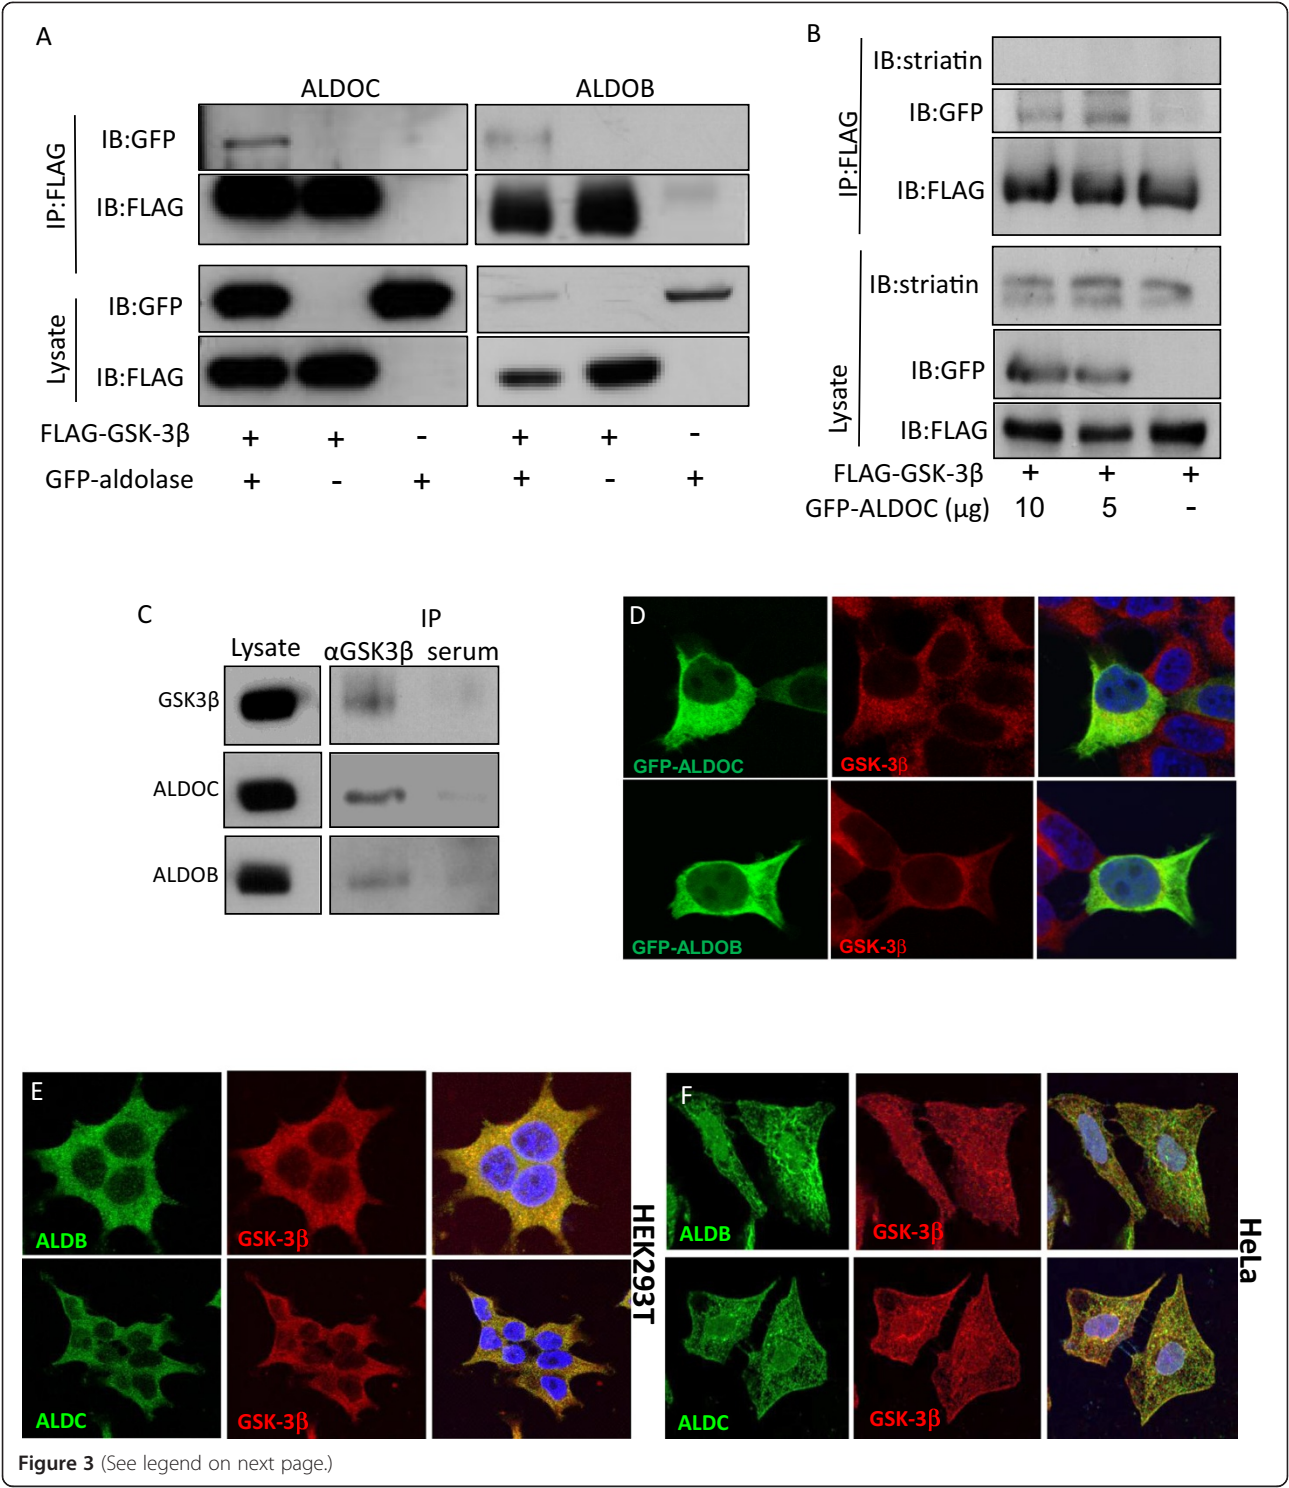 A
ALDOC ALDOB
IP:FLAG
IB:GFP
IB:FLAG
Lysate
IB:GFP
IB:FLAG
FLAG-GSK-3β + + - + + -
GFP-aldolase + - + + - +
B
IP:FLAG
IB:striatin
IB:GFP
IB:FLAG
Lysate
IB:striatin
IB:GFP
IB:FLAG
FLAG-GSK-3β + + +
GFP-ALDOC (µg) 10 5 -
C
IP
Lysate αGSK3β serum
GSK3β
ALDOC
ALDOB
D
GFP-ALDOC GSK-3β
GFP-ALDOB GSK-3β
E
ALDB GSK-3β
ALDC GSK-3β
HEK293T
F
ALDB GSK-3β
ALDC GSK-3β
HeLa
Figure 3 (See legend on next page.)